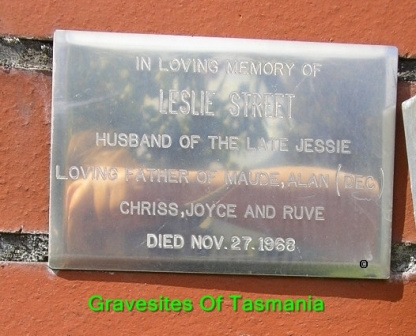 IN LOVING MEMORY OF
LESLIE STREET
HUSBAND OF THE LATE JESSIE
LOVING FATHER OF MAUDE, ALAN (DEC)
CHRISS, JOYCE AND RUVE
DIED NOV. 27. 1968
Gravesites Of Tasmania